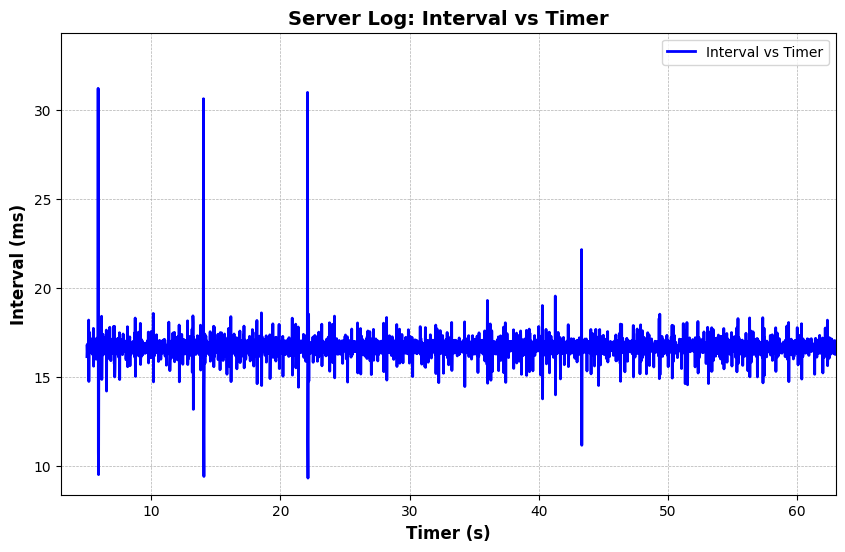 Server Log: Interval vs Timer
Interval vs Timer
30
25
20
15
10
Interval (ms)
10 20 30 40 50 60
Timer (s)